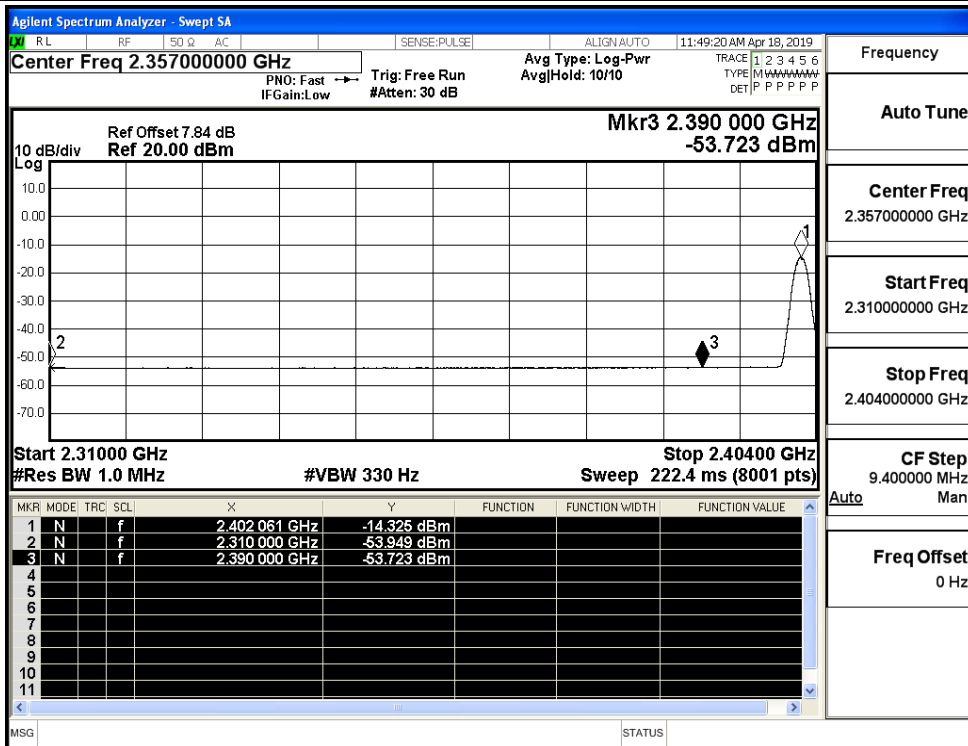 Agilent Spectrum Analyzer - Swept SA
LXI RL RF 50 Ω AC SENSE:PULSE ALIGN AUTO 11:49:20 AM Apr 18, 2019
Center Freq 2.357000000 GHz
PNO: Fast
IFGain:Low
Trig: Free Run
#Atten: 30 dB
Avg Type: Log-Pwr
Avg|Hold: 10/10
TRACE 1 2 3 4 5 6
TYPE M
DET P P P P P P
Ref Offset 7.84 dB
10 dB/div Ref 20.00 dBm
Log
Mkr3 2.390 000 GHz
-53.723 dBm
10.0
0.00
-10.0
-20.0
-30.0
-40.0
-50.0
-60.0
-70.0
1
2
3
Start 2.31000 GHz Stop 2.40400 GHz
#Res BW 1.0 MHz #VBW 330 Hz Sweep 222.4 ms (8001 pts)
MKR MODE TRC SCL X Y FUNCTION FUNCTION WIDTH FUNCTION VALUE
1 N f 2.402 061 GHz -14.325 dBm
2 N f 2.310 000 GHz -53.949 dBm
3 N f 2.390 000 GHz -53.723 dBm
4
5
6
7
8
9
10
11
MSG STATUS
Frequency
Auto Tune
Center Freq
2.357000000 GHz
Start Freq
2.310000000 GHz
Stop Freq
2.404000000 GHz
CF Step
9.400000 MHz
Auto Man
Freq Offset
0 Hz